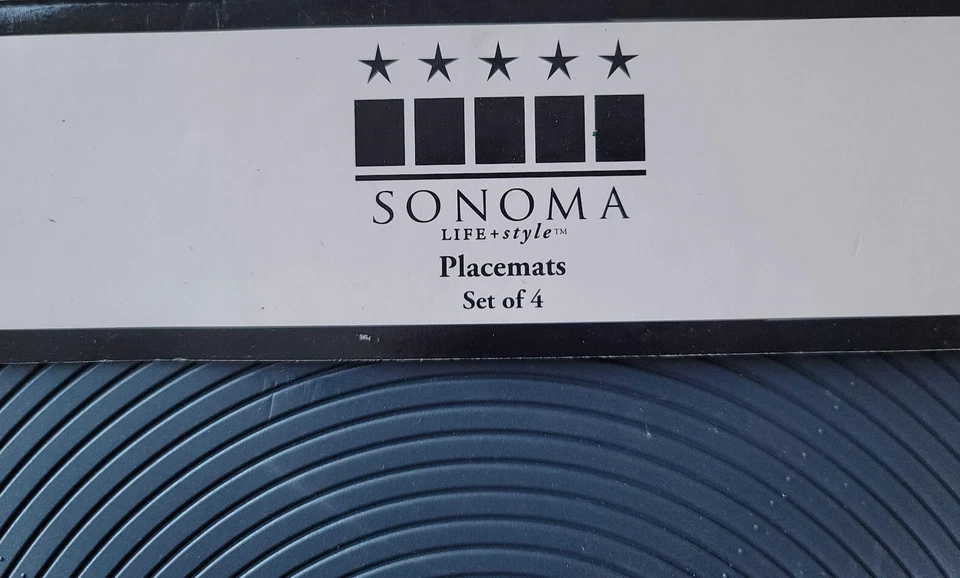 SONOMA
LIFE+style™
Placemats
Set of 4